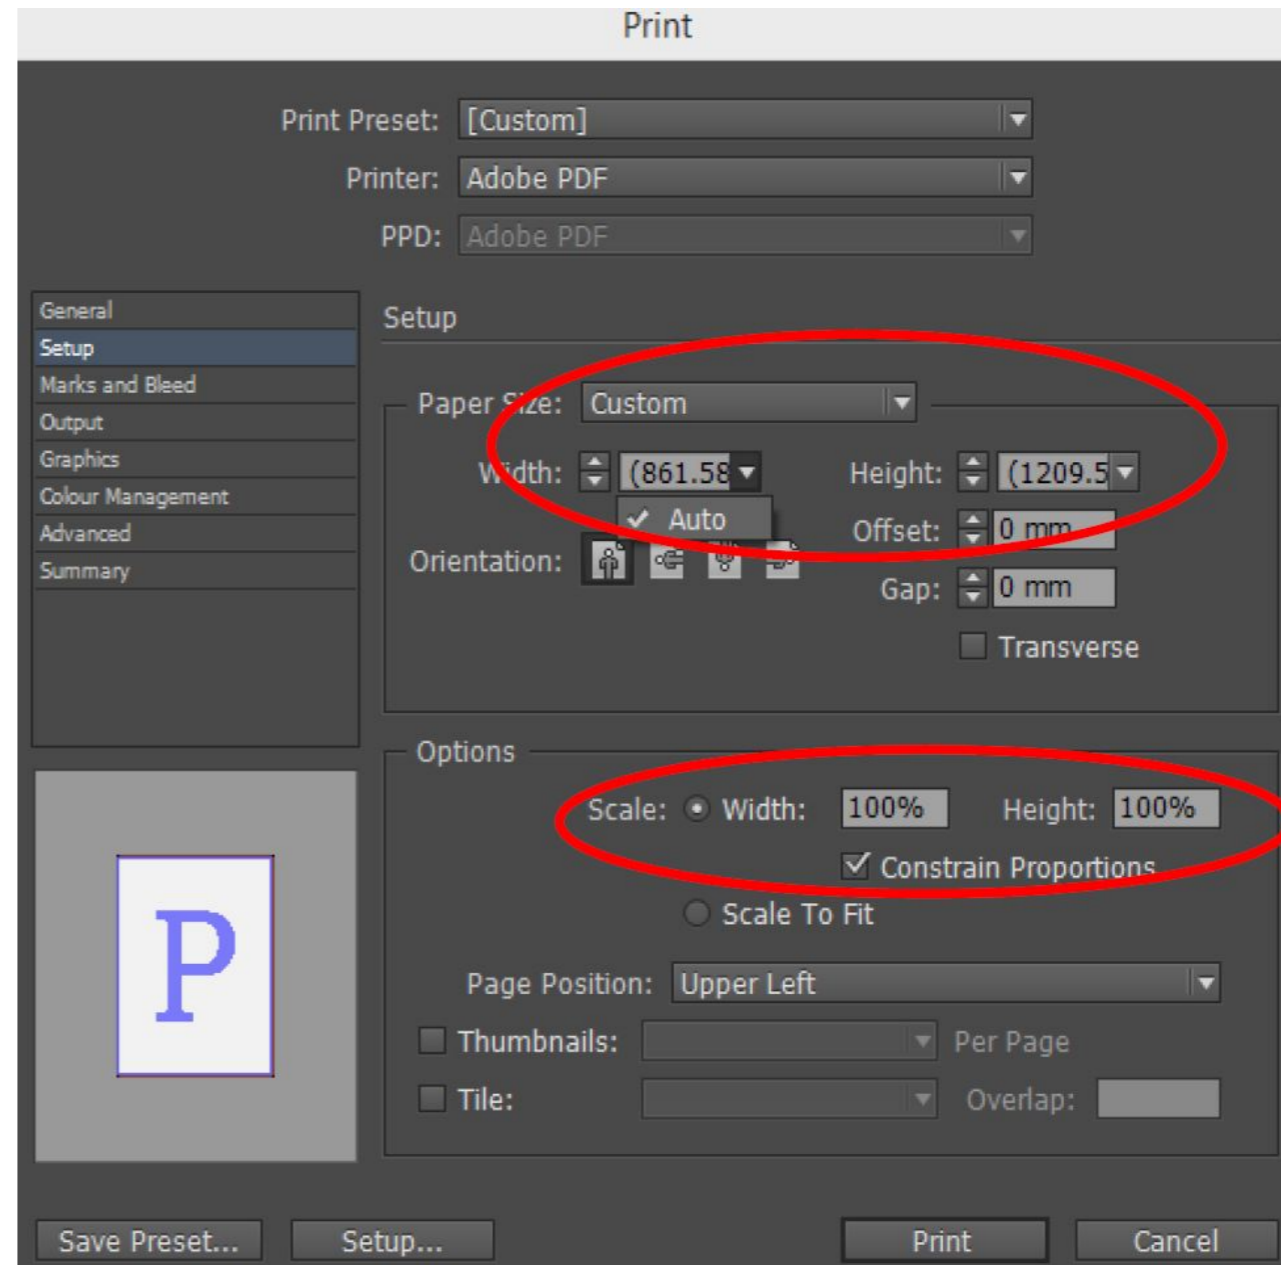 Print
Print Preset: [Custom]
Printer: Adobe PDF
PPD: Adobe PDF
General
Setup
Marks and Bleed
Output
Graphics
Colour Management
Advanced
Summary
Setup
Paper Size: Custom
Width: (861.58 Height: (1209.5
Auto
Offset: 0 mm
Orientation:
Gap: 0 mm
Transverse
Options
Scale: Width: 100% Height: 100%
Constrain Proportions
Scale To Fit
Page Position: Upper Left
Thumbnails: Per Page
Tile: Overlap:
P
Save Preset... Setup... Print Cancel